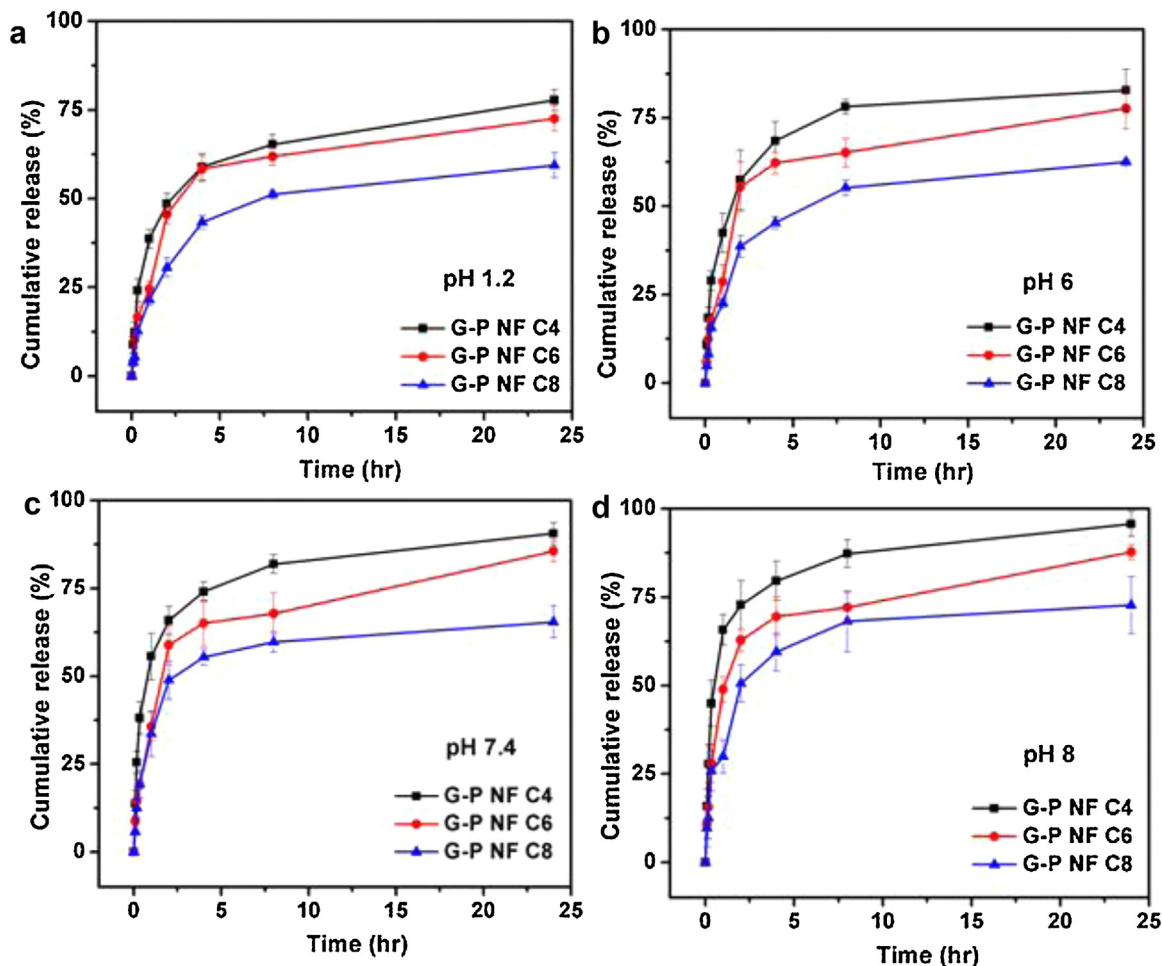 a
100
75
50
25
0
Cumulative release (%)
pH 1.2
G-P NF C4
G-P NF C6
G-P NF C8
0 5 10 15 20 25
Time (hr)
b
100
75
50
25
0
Cumulative release (%)
pH 6
G-P NF C4
G-P NF C6
G-P NF C8
0 5 10 15 20 25
Time (hr)
c
100
75
50
25
0
Cumulative release (%)
pH 7.4
G-P NF C4
G-P NF C6
G-P NF C8
0 5 10 15 20 25
Time (hr)
d
100
75
50
25
0
Cumulative release (%)
pH 8
G-P NF C4
G-P NF C6
G-P NF C8
0 5 10 15 20 25
Time (hr)